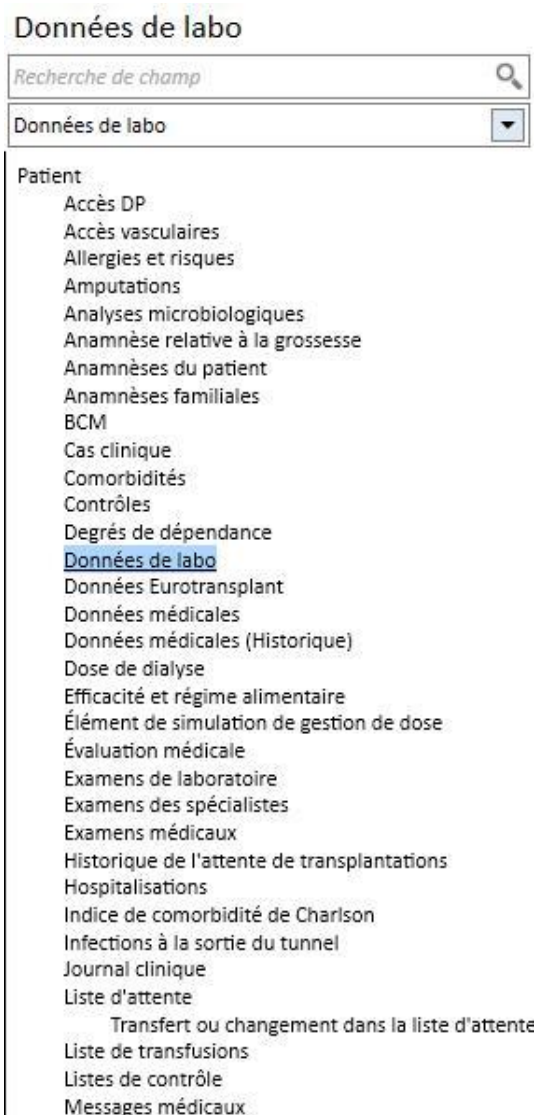 Données de labo
Recherche de champ
Données de labo
Patient
Accès DP
Accès vasculaires
Allergies et risques
Amputations
Analyses microbiologiques
Anamnèse relative à la grossesse
Anamnèses du patient
Anamnèses familiales
BCM
Cas clinique
Comorbidités
Contrôles
Degrés de dépendance
Données de labo
Données Eurotransplant
Données médicales
Données médicales (Historique)
Dose de dialyse
Efficacité et régime alimentaire
Élément de simulation de gestion de dose
Évaluation médicale
Examens de laboratoire
Examens des spécialistes
Examens médicaux
Historique de l'attente de transplantations
Hospitalisations
Indice de comorbidité de Charlson
Infections à la sortie du tunnel
Journal clinique
Liste d'attente
Transfert ou changement dans la liste d'attente
Liste de transfusions
Listes de contrôle
Messages médicaux